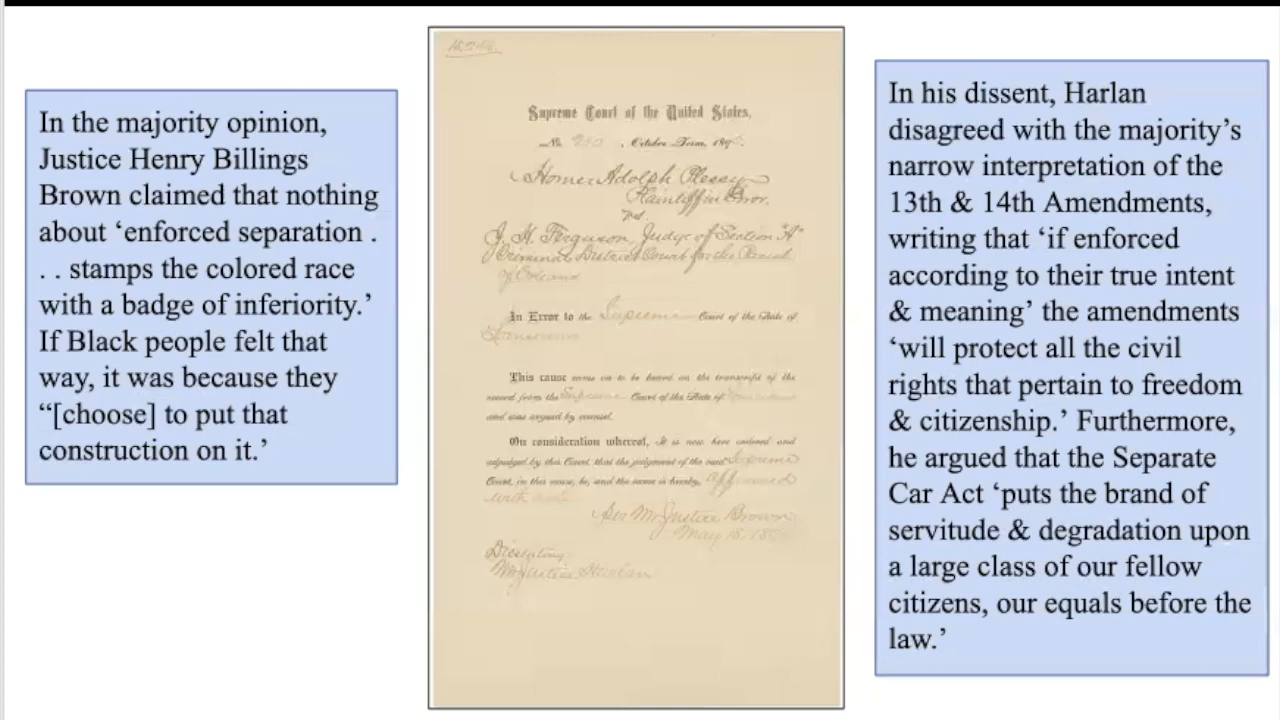 In the majority opinion,
Justice Henry Billings
Brown claimed that nothing
about ‘enforced separation .
. . stamps the colored race
with a badge of inferiority.’
If Black people felt that
way, it was because they
“[choose] to put that
construction on it.’
Supreme Court of the United States,
No. , October Term, 189
Homer Adolph Plessy
Plaintiff in Error,
vs.
J. H. Ferguson, Judge of Section "A"
Criminal District Court for the Parish
of Orleans
In Error to the Supreme Court of the State of
Louisiana
This cause came on to be heard on the transcript of the
record from the Supreme Court of the State of Louisiana
and was argued by counsel.
On consideration whereof, It is now here ordered and
adjudged by this Court that the judgment of the said Supreme
Court, in this cause, be, and the same is hereby, affirmed
with costs.
Per Mr. Justice Brown
May 18, 189
Dissenting:
Mr. Justice Harlan
In his dissent, Harlan
disagreed with the majority’s
narrow interpretation of the
13th & 14th Amendments,
writing that ‘if enforced
according to their true intent
& meaning’ the amendments
‘will protect all the civil
rights that pertain to freedom
& citizenship.’ Furthermore,
he argued that the Separate
Car Act ‘puts the brand of
servitude & degradation upon
a large class of our fellow
citizens, our equals before the
law.’